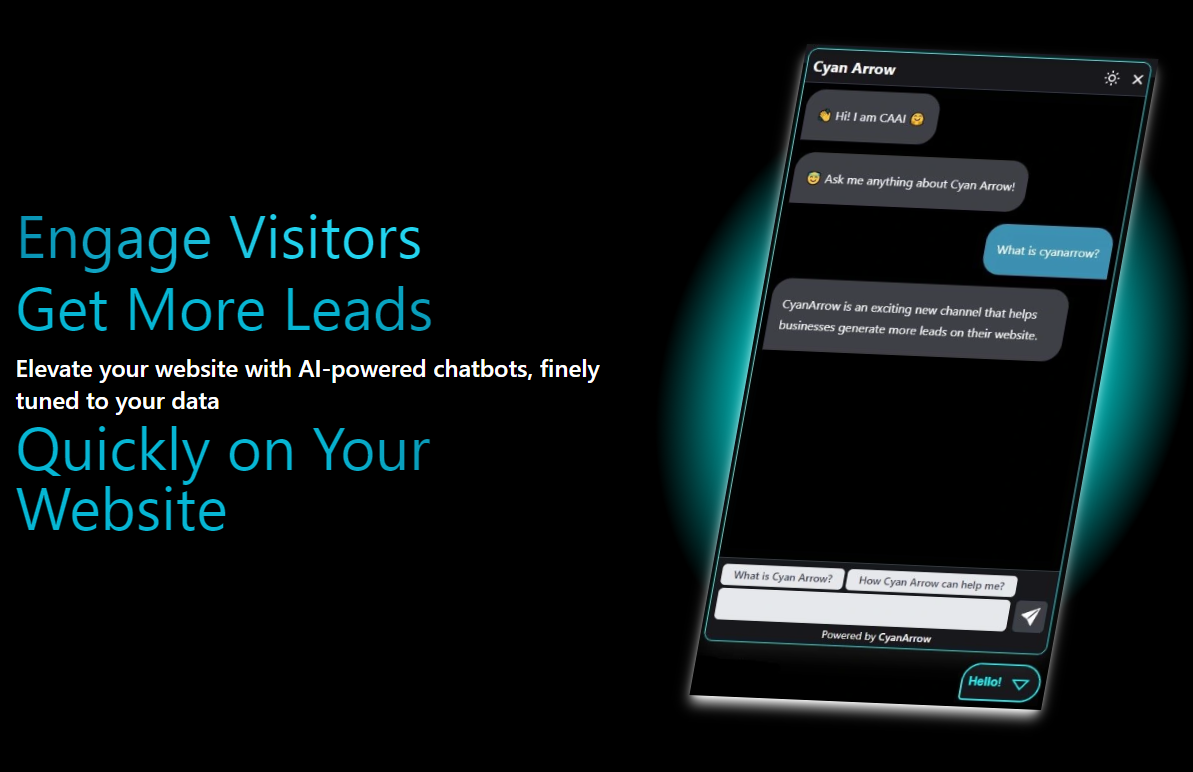 Engage Visitors
Get More Leads
Elevate your website with AI-powered chatbots, finely
tuned to your data
Quickly on Your
Website
Cyan Arrow
👋 Hi! I am CAAI 🤗
😅 Ask me anything about Cyan Arrow!
What is cyanarrow?
CyanArrow is an exciting new channel that helps
businesses generate more leads on their website.
What is Cyan Arrow?
How Cyan Arrow can help me?
Powered by CyanArrow
Hello!